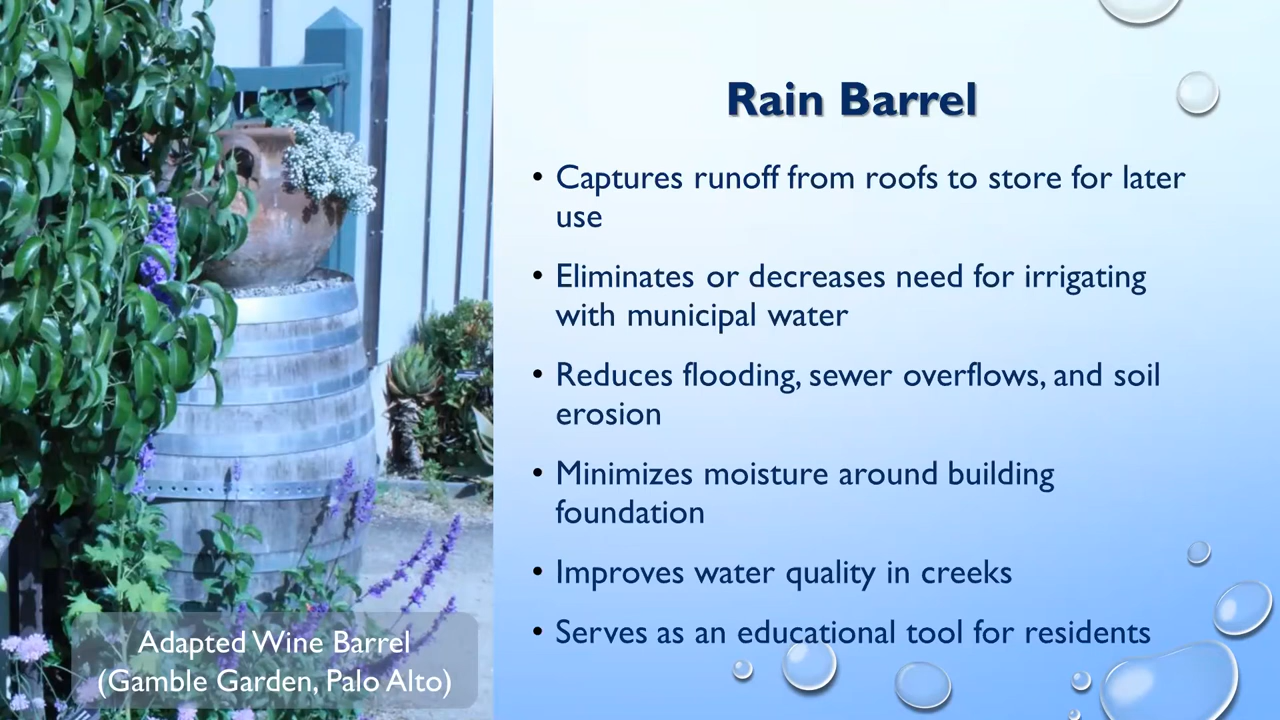 Rain Barrel
• Captures runoff from roofs to store for later
use
• Eliminates or decreases need for irrigating
with municipal water
• Reduces flooding, sewer overflows, and soil
erosion
• Minimizes moisture around building
foundation
• Improves water quality in creeks
• Serves as an educational tool for residents
Adapted Wine Barrel
(Gamble Garden, Palo Alto)